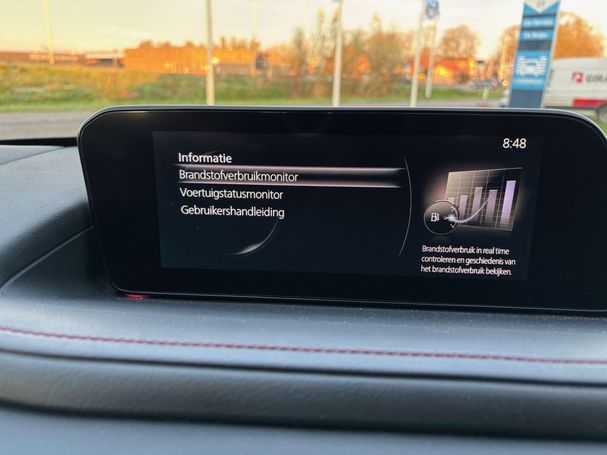 8:48
Informatie
Brandstofverbruikmonitor
Voertuigstatusmonitor
Gebruikershandleiding
Brandstofverbruik in real time
controleren en geschiedenis van
het brandstofverbruik bekijken.